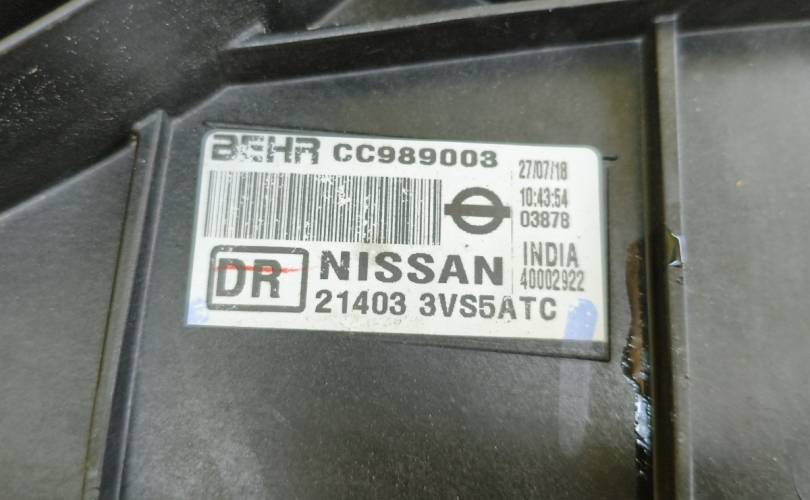 BEHR CC989003
27/07/18
10:43:54
03878
DR
NISSAN
INDIA
40002922
21403 3VS5ATC